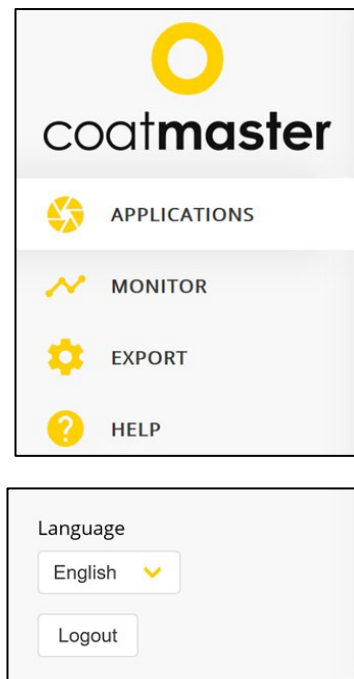 coatmaster
APPLICATIONS
MONITOR
EXPORT
HELP
Language
English
Logout